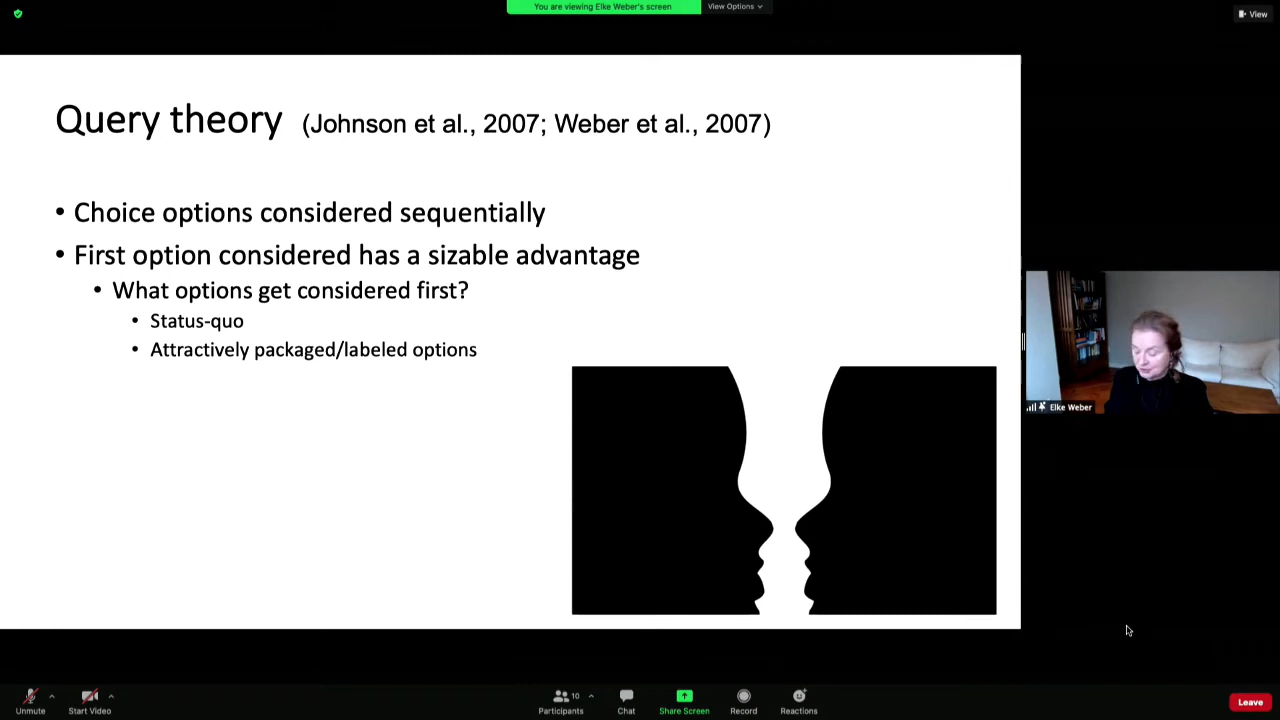 You are viewing Elke Weber's screen
View Options
View
Query theory (Johnson et al., 2007; Weber et al., 2007)
• Choice options considered sequentially
• First option considered has a sizable advantage
• What options get considered first?
• Status-quo
• Attractively packaged/labeled options
Elke Weber
Unmute
Start Video
10
Participants
Chat
Share Screen
Record
Reactions
Leave